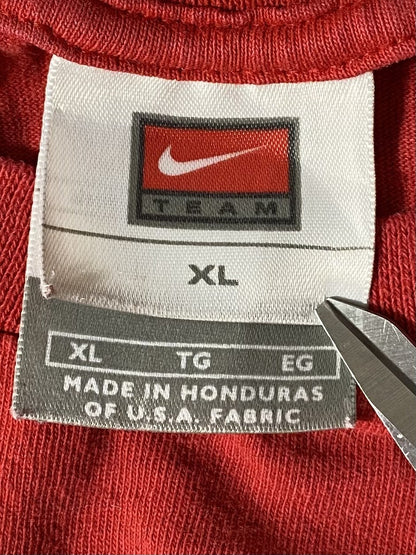 TEAM
XL
XL TG EG
MADE IN HONDURAS
OF U.S.A. FABRIC